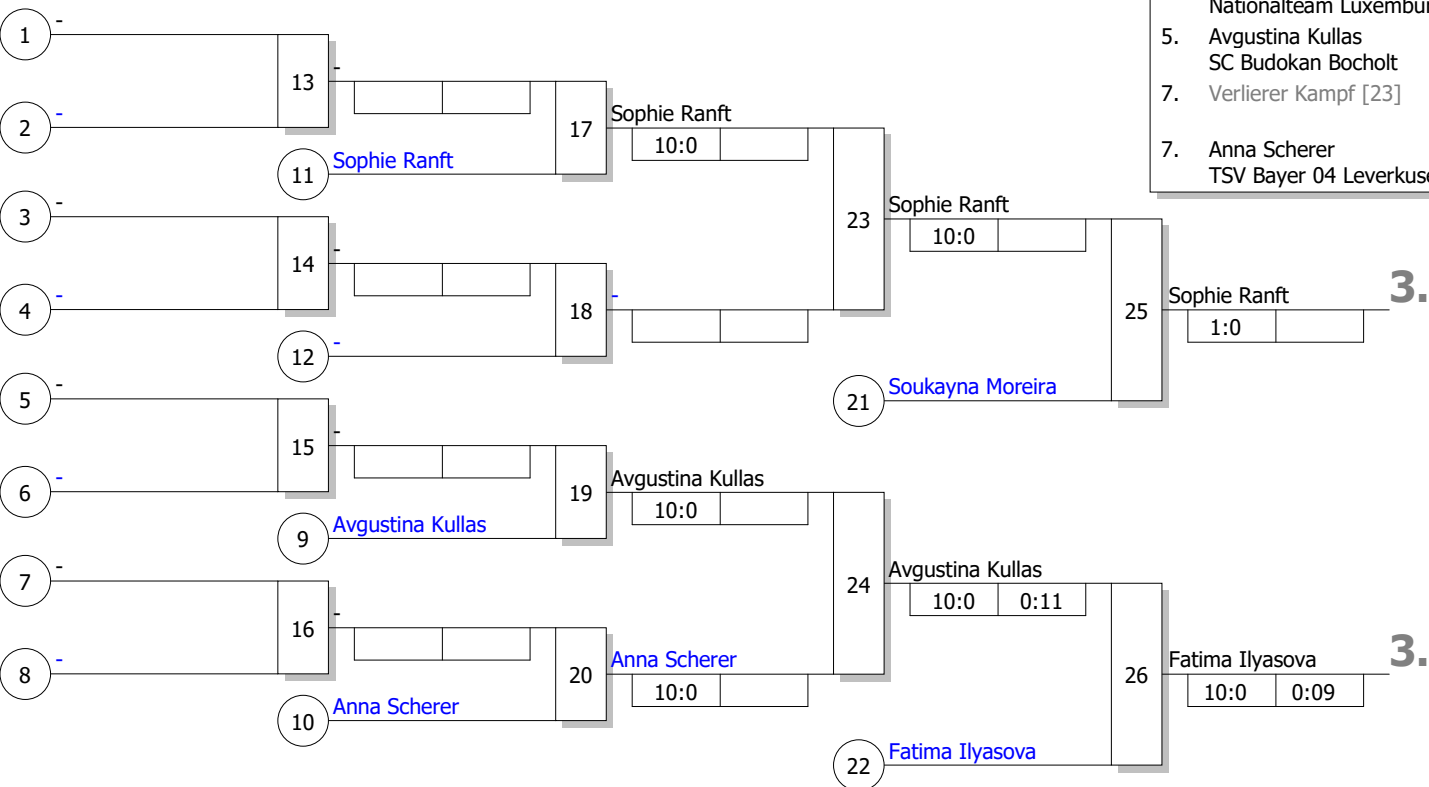 Nationalteam Luxembur
5. Avgustina Kullas
SC Budokan Bocholt
7. Verlierer Kampf [23]
7. Anna Scherer
TSV Bayer 04 Leverkuse
1 -
13 -
2 -
17 Sophie Ranft
10:0
11 Sophie Ranft
3 -
23 Sophie Ranft
10:0
14 -
4 -
18 -
12 -
25 Sophie Ranft 3.
1:0
5 -
21 Soukayna Moreira
15 -
6 -
19 Avgustina Kullas
10:0
9 Avgustina Kullas
7 -
24 Avgustina Kullas
10:0 0:11
16 -
8 -
20 Anna Scherer
10:0
10 Anna Scherer
26 Fatima Ilyasova 3.
10:0 0:09
22 Fatima Ilyasova